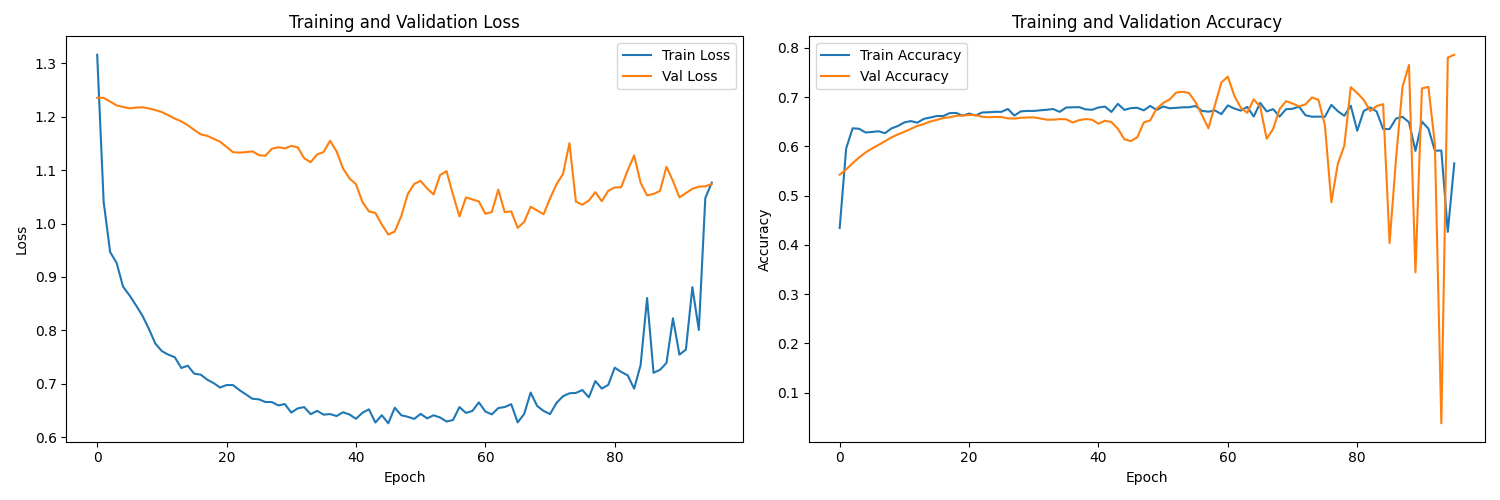 Training and Validation Loss
Train Loss
Val Loss
1.3
1.2
1.1
1.0
0.9
0.8
0.7
0.6
Loss
0 20 40 60 80
Epoch
Training and Validation Accuracy
Train Accuracy
Val Accuracy
0.8
0.7
0.6
0.5
0.4
0.3
0.2
0.1
Accuracy
0 20 40 60 80
Epoch